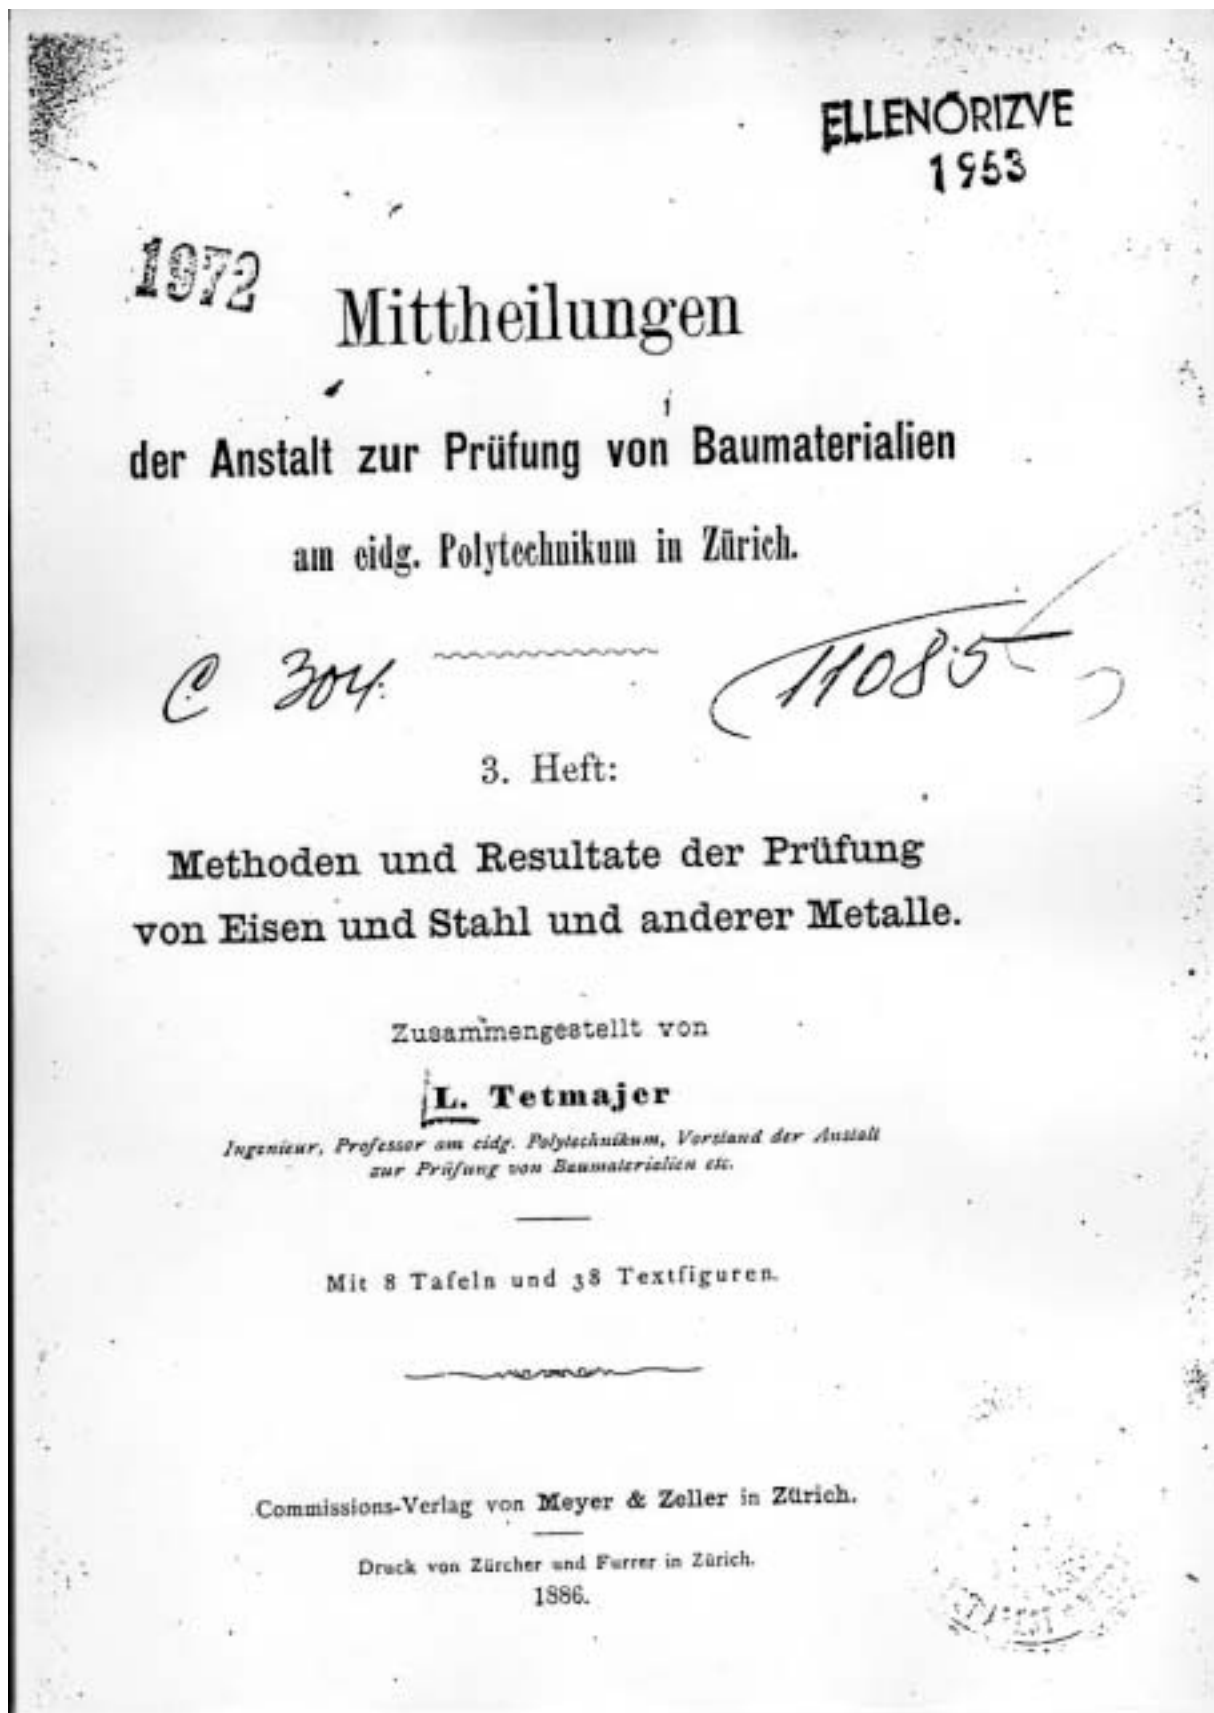 ELLENŐRIZVE
1953
1972
Mittheilungen
der Anstalt zur Prüfung von Baumaterialien
am eidg. Polytechnikum in Zürich.
C 304.
11085
3. Heft:
Methoden und Resultate der Prüfung
von Eisen und Stahl und anderer Metalle.
Zusammengestellt von
L. Tetmajer
Ingenieur, Professor am eidg. Polytechnikum, Vorstand der Anstalt
zur Prüfung von Baumaterialien etc.
Mit 8 Tafeln und 38 Textfiguren.
Commissions-Verlag von Meyer & Zeller in Zürich.
Druck von Zürcher und Furrer in Zürich.
1886.